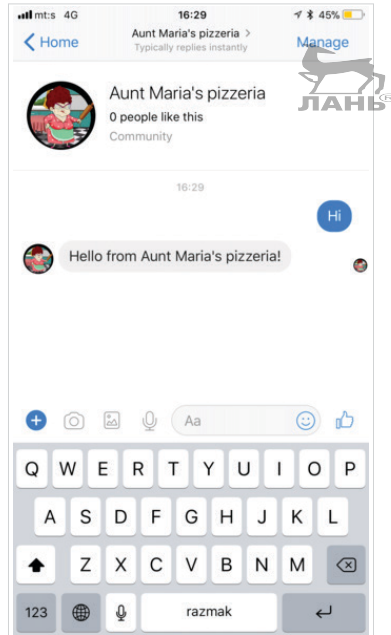 mt:s 4G 16:29 45%
Home Aunt Maria's pizzeria > Manage
Typically replies instantly
ЛАНЬ®
Aunt Maria's pizzeria
0 people like this
Community
16:29
Hi
Hello from Aunt Maria's pizzeria!
Aa
Q W E R T Y U I O P
A S D F G H J K L
Z X C V B N M
123 razmak